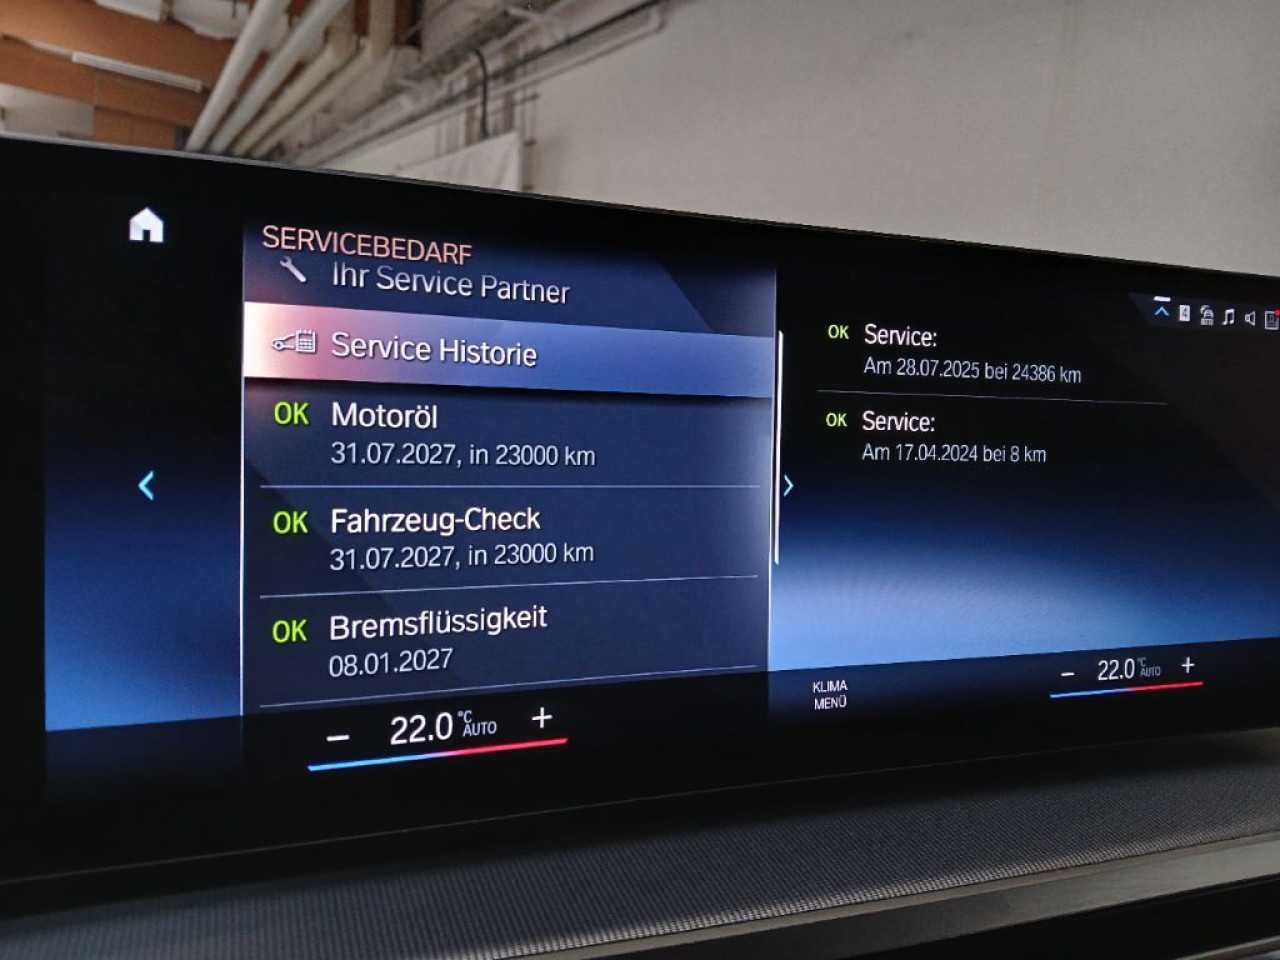 SERVICEBEDARF
Ihr Service Partner
Service Historie
OK Motoröl
31.07.2027, in 23000 km
OK Fahrzeug-Check
31.07.2027, in 23000 km
OK Bremsflüssigkeit
08.01.2027
OK Service:
Am 28.07.2025 bei 24386 km
OK Service:
Am 17.04.2024 bei 8 km
− 22.0 °C AUTO +
KLIMA
MENÜ
− 22.0 °C AUTO +